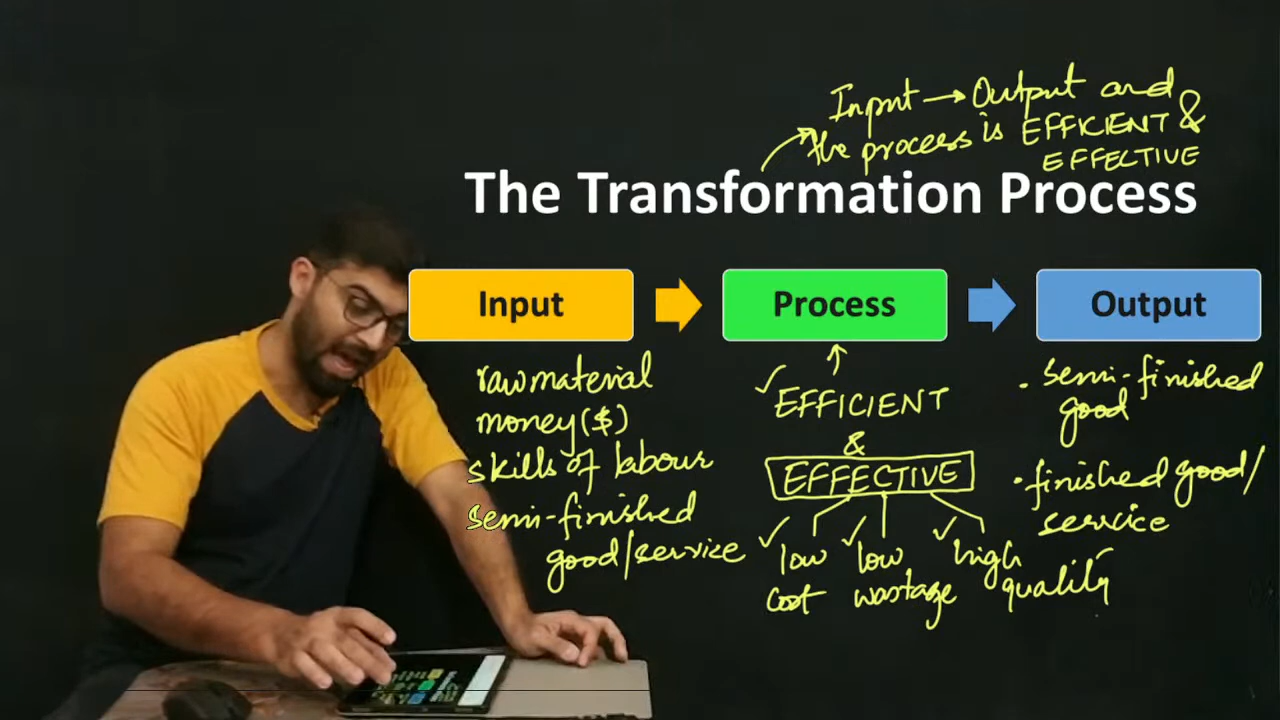 Input → Output and
the process is EFFICIENT &
EFFECTIVE
The Transformation Process
Input
Process
Output
raw material
money($)
skills of labour
semi-finished
good/service
✓ EFFICIENT
&
EFFECTIVE
✓ low
cost
✓ low
wastage
✓ high
quality
· semi-finished
good
· finished good/
service